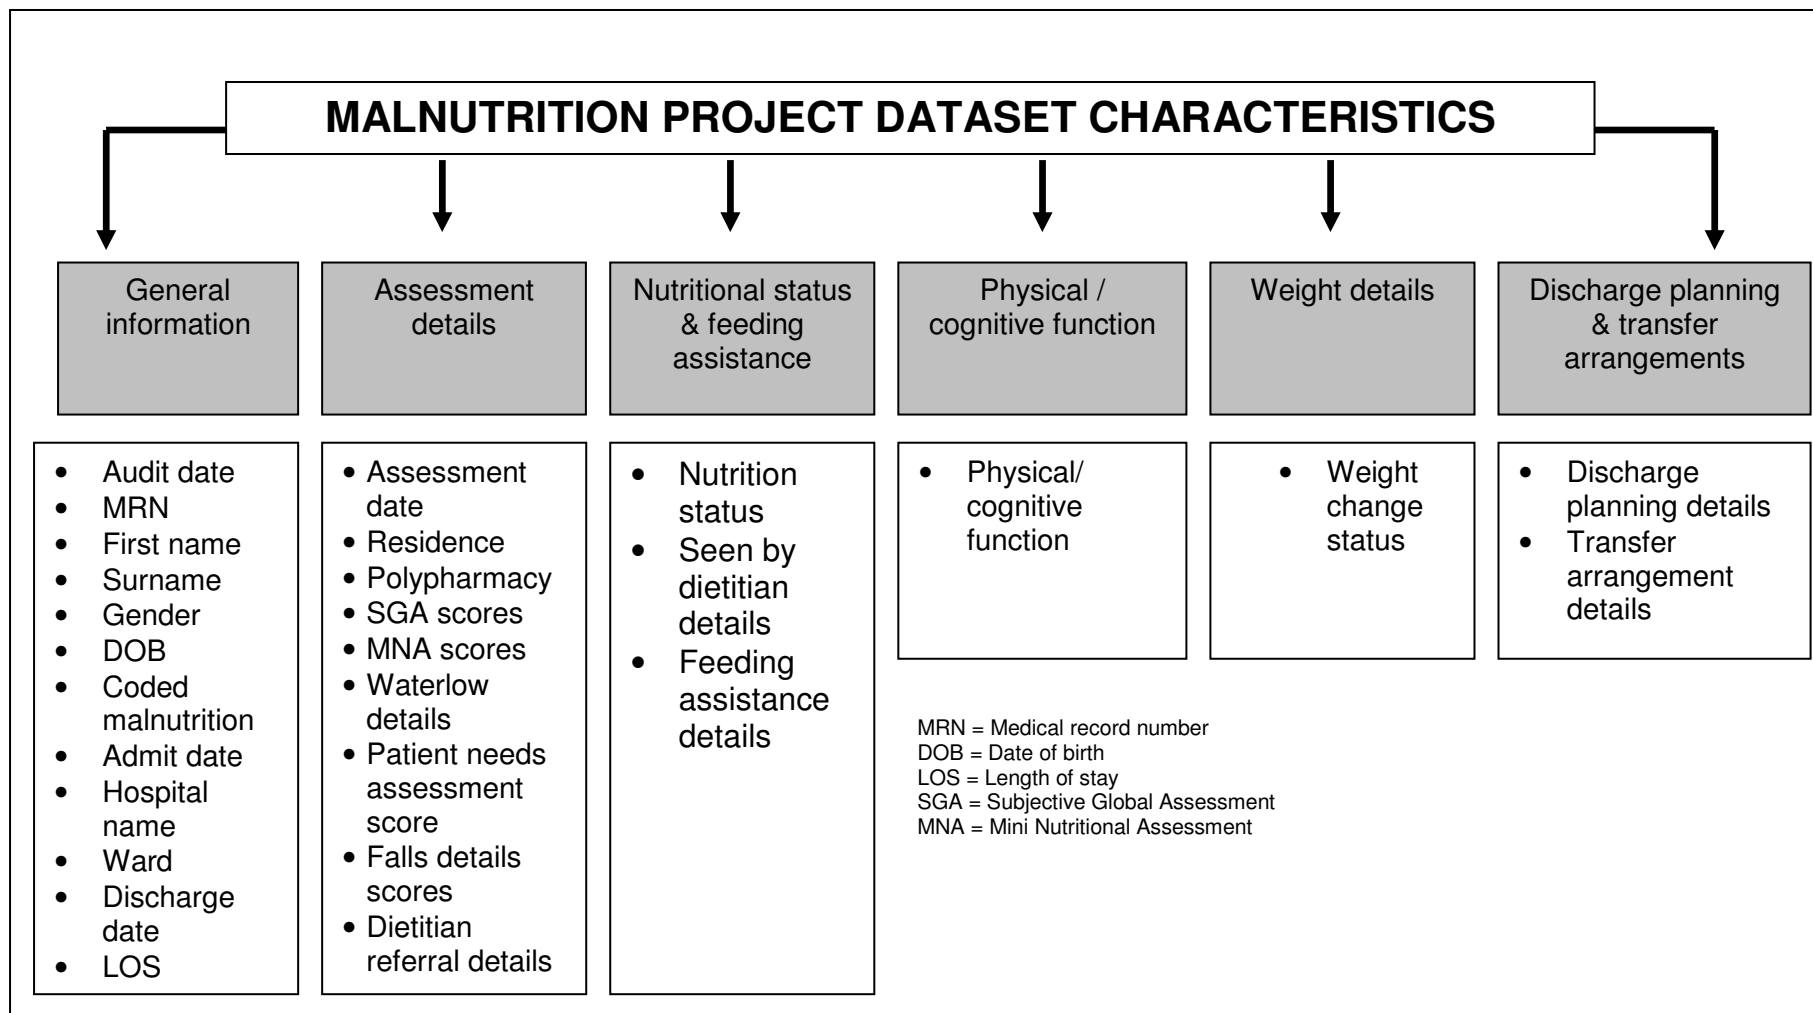 MALNUTRITION PROJECT DATASET CHARACTERISTICS
General
information
Assessment
details
Nutritional status
& feeding
assistance
Physical /
cognitive function
Weight details
Discharge planning
& transfer
arrangements
• Audit date
• MRN
• First name
• Surname
• Gender
• DOB
• Coded
malnutrition
• Admit date
• Hospital
name
• Ward
• Discharge
date
• LOS
• Assessment
date
• Residence
• Polypharmacy
• SGA scores
• MNA scores
• Waterlow
details
• Patient needs
assessment
score
• Falls details
scores
• Dietitian
referral details
• Nutrition
status
• Seen by
dietitian
details
• Feeding
assistance
details
• Physical/
cognitive
function
• Weight
change
status
• Discharge
planning details
• Transfer
arrangement
details
MRN = Medical record number
DOB = Date of birth
LOS = Length of stay
SGA = Subjective Global Assessment
MNA = Mini Nutritional Assessment